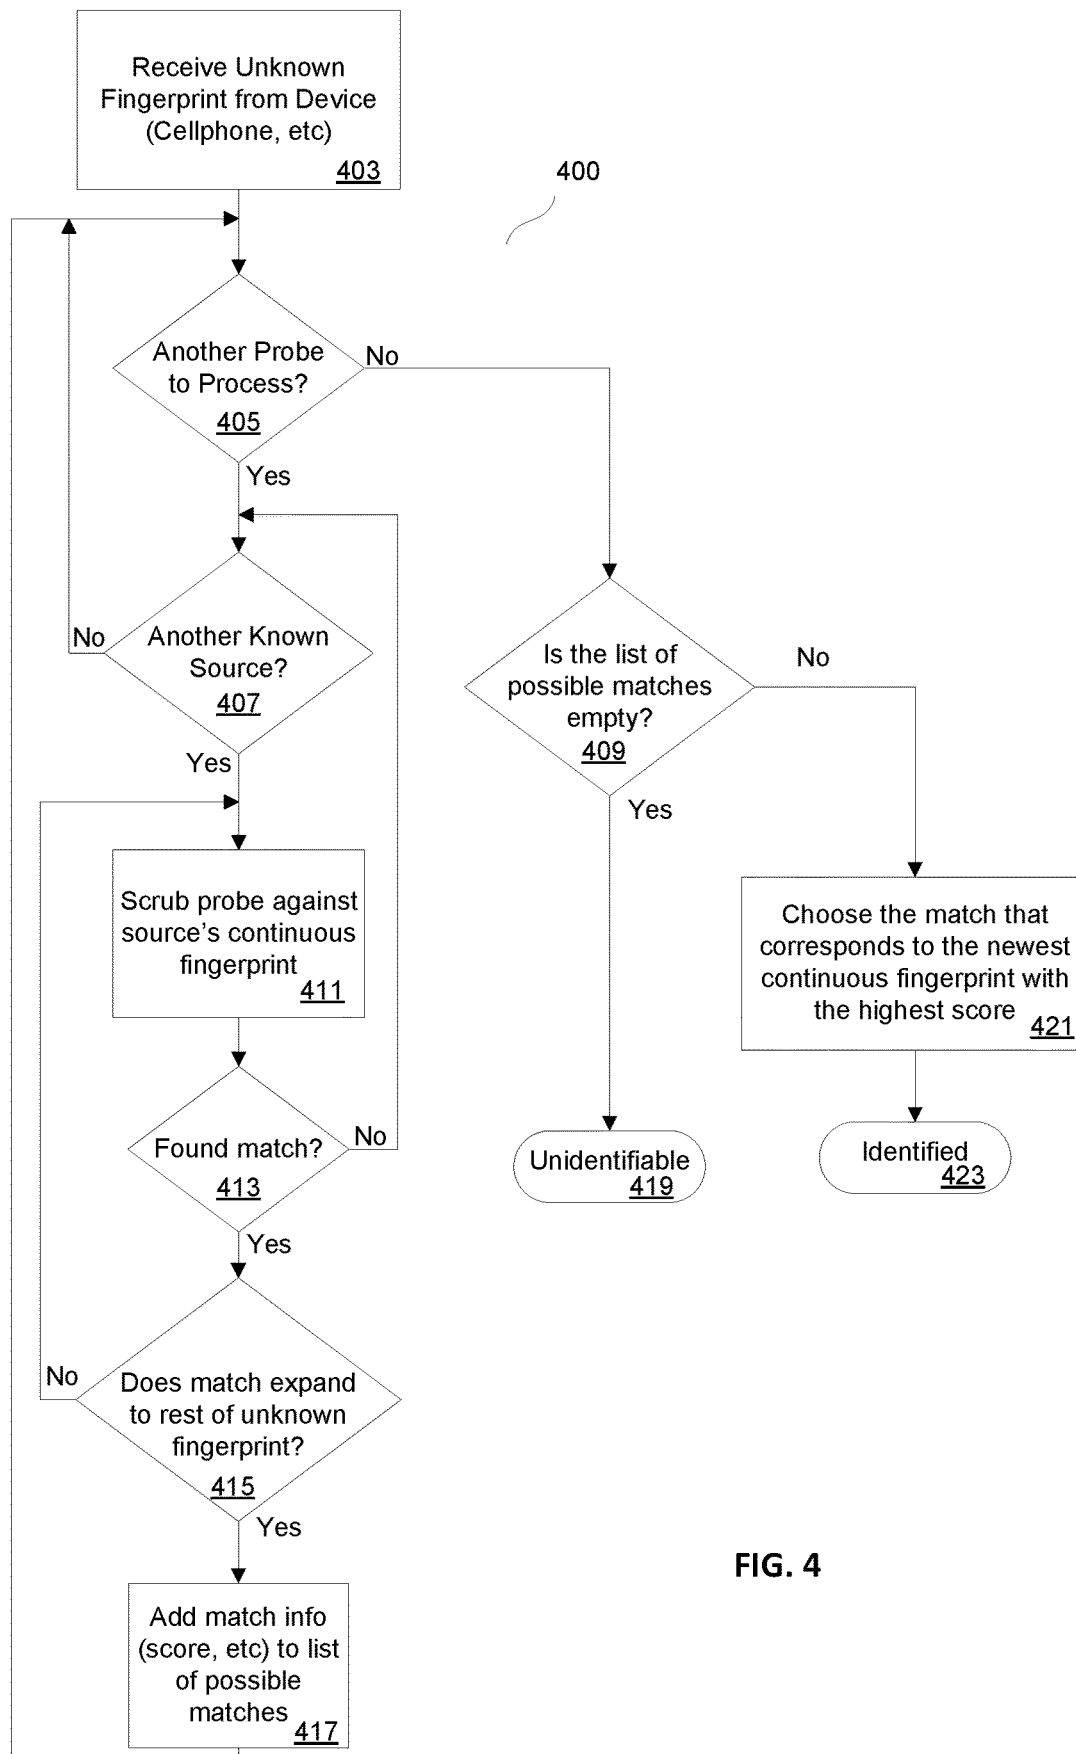 Receive Unknown
Fingerprint from Device
(Cellphone, etc)
403
400
Another Probe
to Process?
405
No
Yes
Another Known
Source?
407
No
Yes
Is the list of
possible matches
empty?
409
No
Yes
Scrub probe against
source's continuous
fingerprint
411
Choose the match that
corresponds to the newest
continuous fingerprint with
the highest score
421
Found match?
413
No
Yes
Unidentifiable
419
Identified
423
Does match expand
to rest of unknown
fingerprint?
415
No
Yes
Add match info
(score, etc) to list
of possible
matches
417
FIG. 4